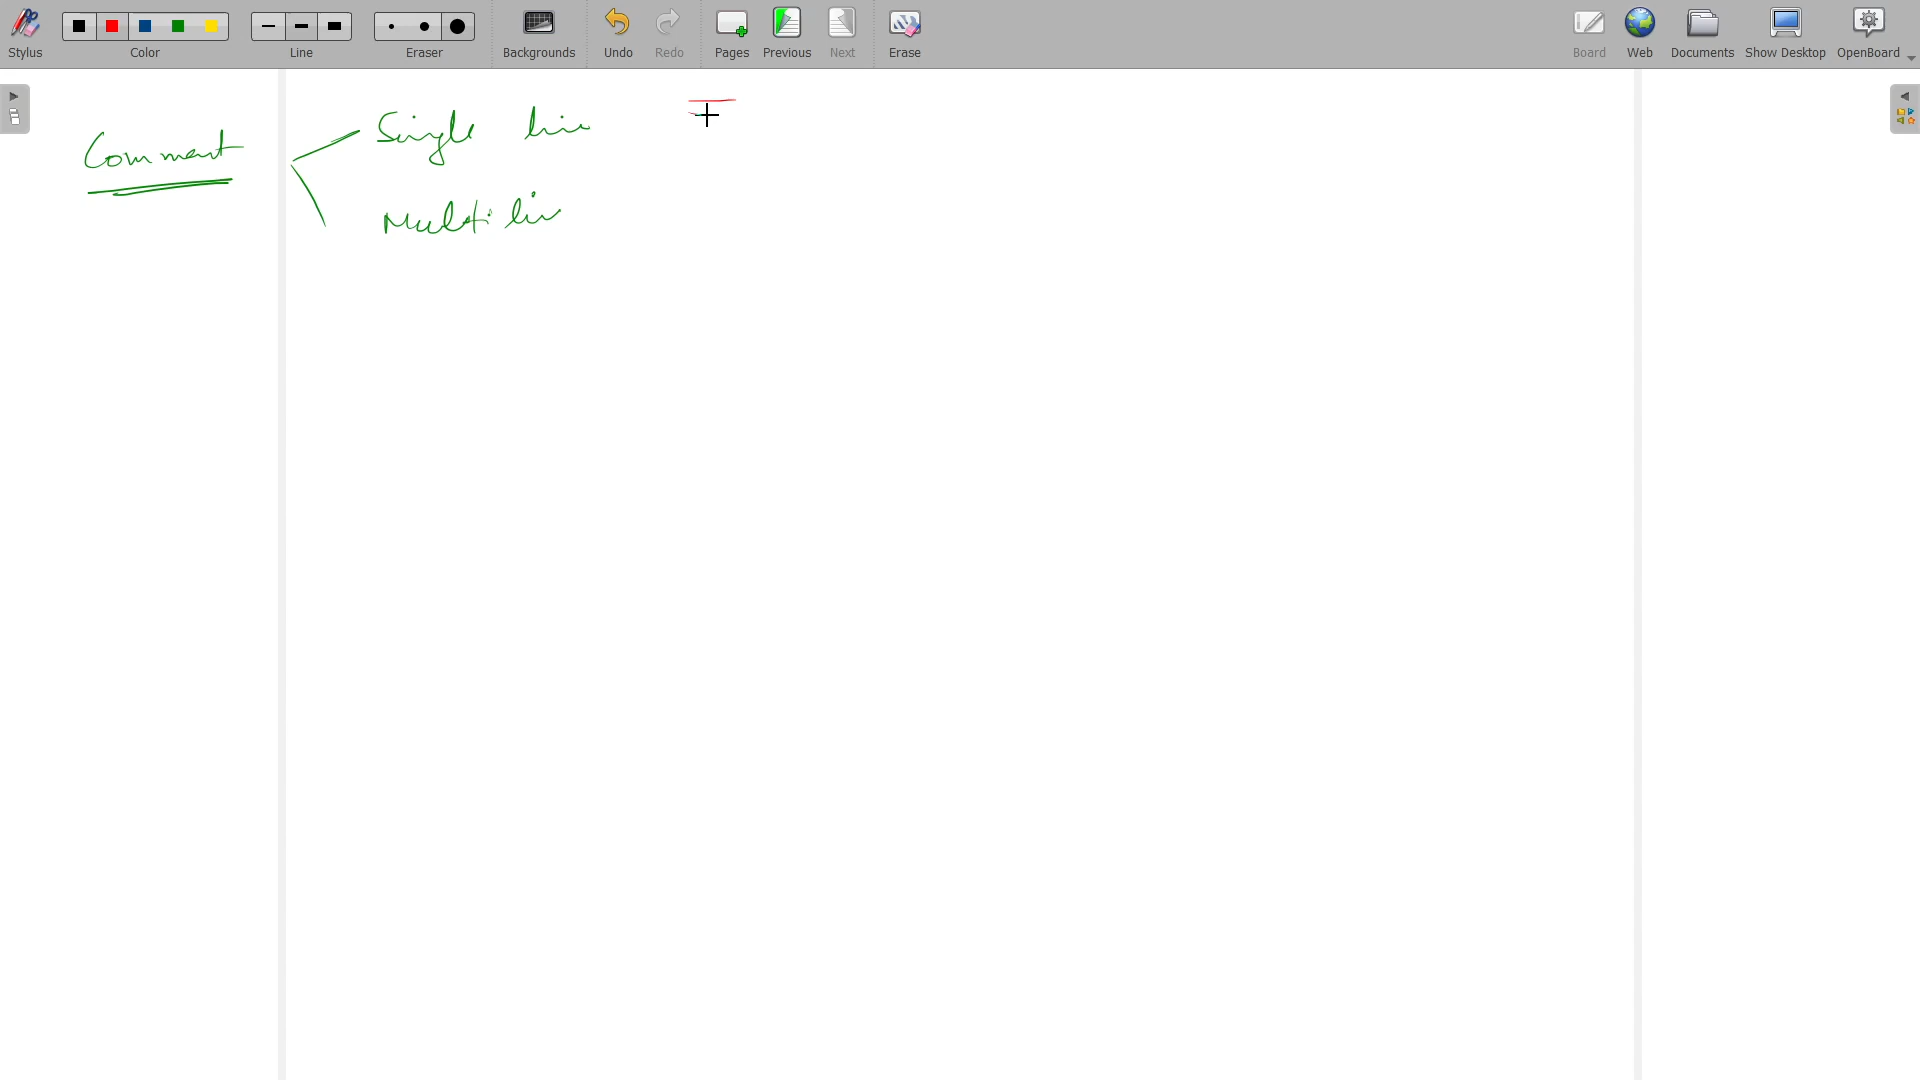 Stylus Color Line Eraser Backgrounds Undo Redo Pages Previous Next Erase Board Web Documents Show Desktop OpenBoard
Comment
Single line
Multi line